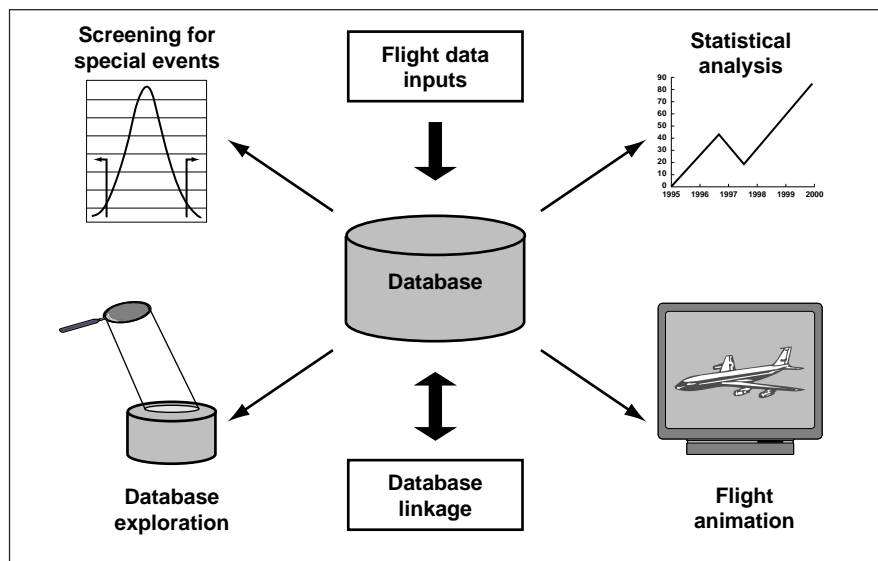 Screening for
special events
Flight data
inputs
Statistical
analysis
90
80
70
60
50
40
30
20
10
0
1995 1996 1997 1998 1999 2000
Database
Database
exploration
Database
linkage
Flight
animation